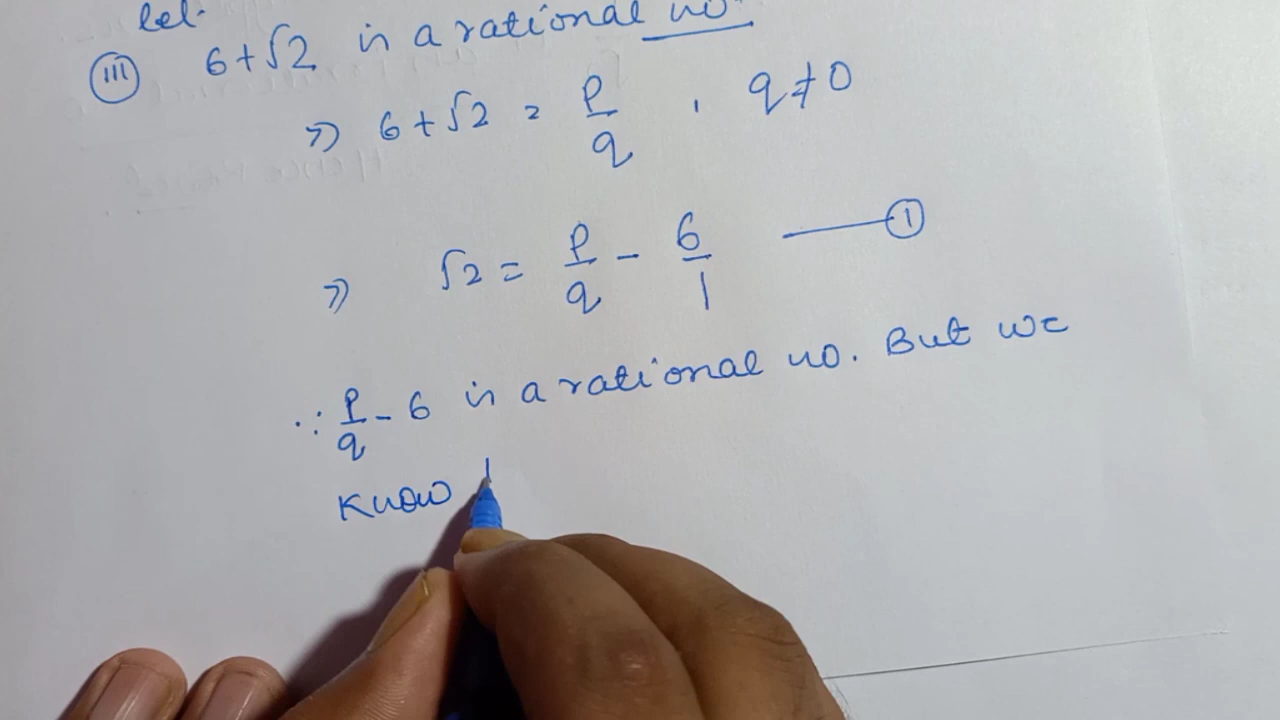 let.
(iii) 6+√2 is a rational no.
⇒ 6+√2 = p/q , q≠0
⇒ √2 = p/q - 6/1 —— ①
∵ p/q - 6 is a rational no. But we
know